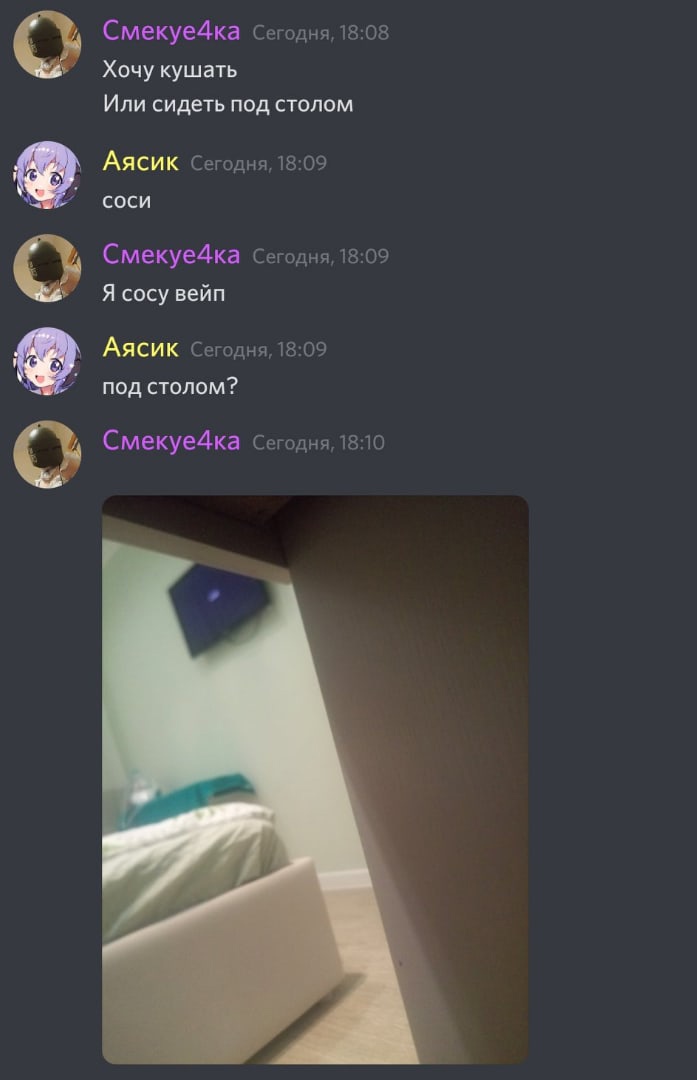 Смекуе4ка Сегодня, 18:08
Хочу кушать
Или сидеть под столом
Аясик Сегодня, 18:09
соси
Смекуе4ка Сегодня, 18:09
Я сосу вейп
Аясик Сегодня, 18:09
под столом?
Смекуе4ка Сегодня, 18:10